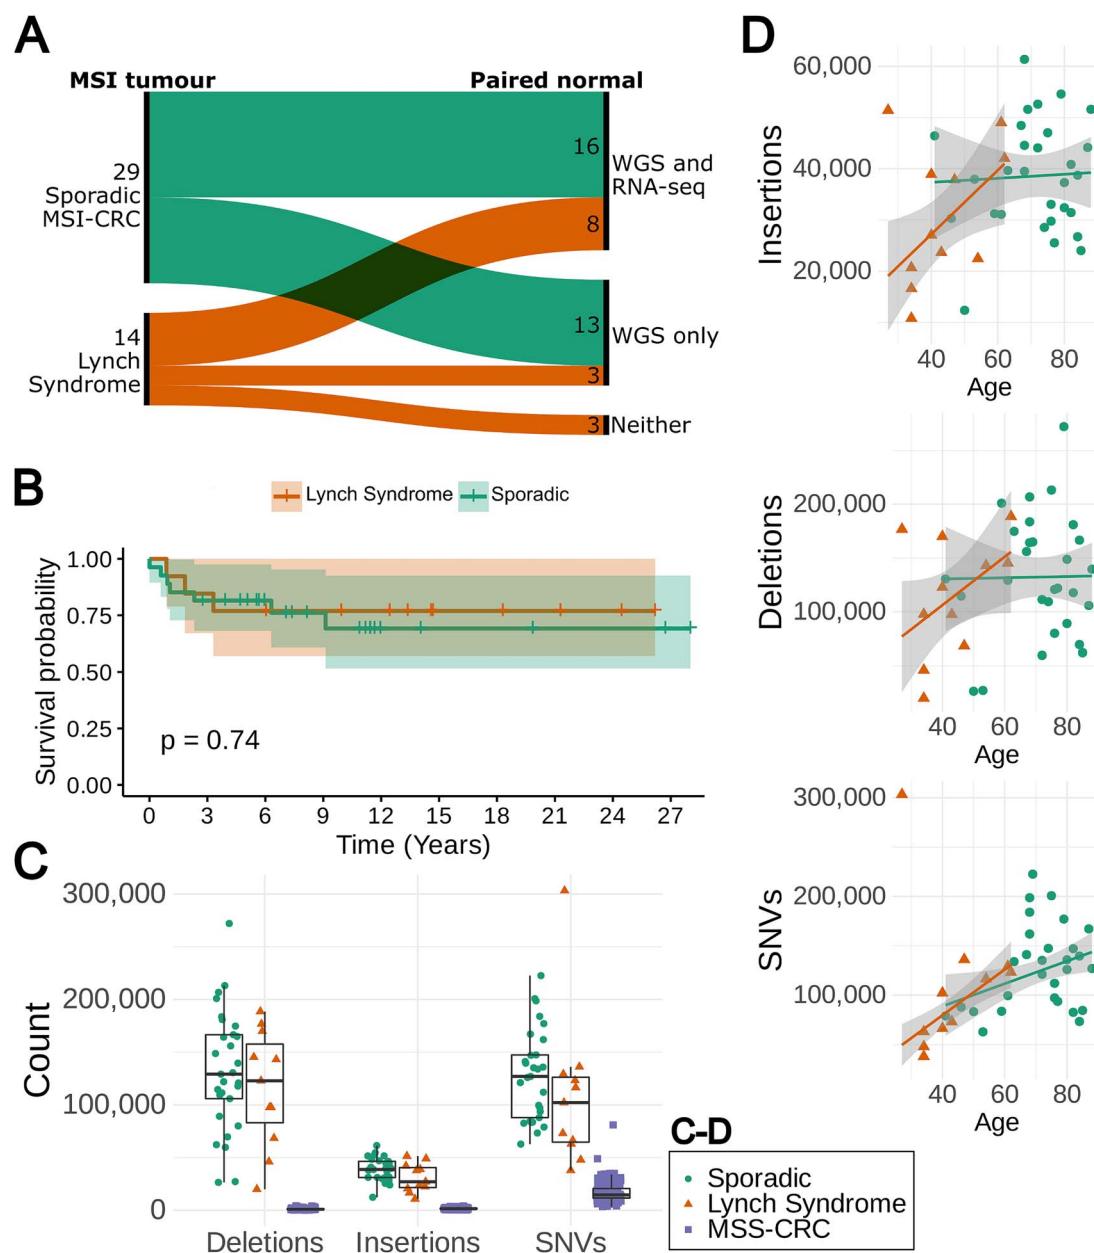 A
MSI tumour
Paired normal
29
Sporadic
MSI-CRC
14
Lynch
Syndrome
16
WGS and
RNA-seq
8
13
WGS only
3
3
Neither
B
Lynch Syndrome
Sporadic
Survival probability
1.00
0.75
0.50
0.25
0.00
p = 0.74
0 3 6 9 12 15 18 21 24 27
Time (Years)
C
Count
300,000
200,000
100,000
0
Deletions Insertions SNVs
D
Insertions
60,000
40,000
20,000
40 60 80
Age
Deletions
200,000
100,000
40 60 80
Age
SNVs
300,000
200,000
100,000
40 60 80
Age
C-D
Sporadic
Lynch Syndrome
MSS-CRC